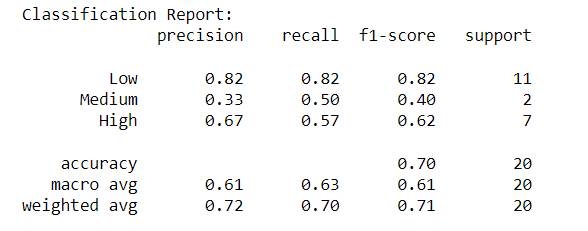 Classification Report:
precision recall f1-score support
Low 0.82 0.82 0.82 11
Medium 0.33 0.50 0.40 2
High 0.67 0.57 0.62 7
accuracy 0.70 20
macro avg 0.61 0.63 0.61 20
weighted avg 0.72 0.70 0.71 20